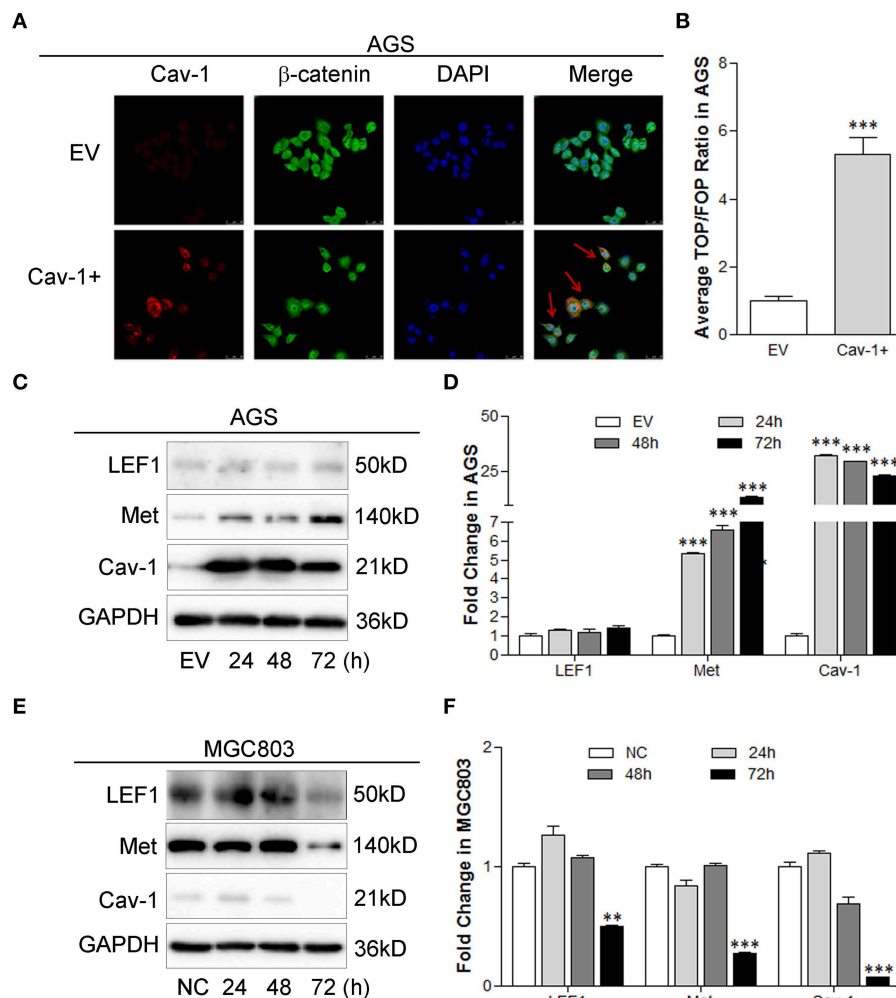 A
AGS
Cav-1 β-catenin DAPI Merge
EV
Cav-1+
B
Average TOP/FOP Ratio in AGS
8
6
4
2
0
***
EV Cav-1+
C
AGS
LEF1 50kD
Met 140kD
Cav-1 21kD
GAPDH 36kD
EV 24 48 72 (h)
D
Fold Change in AGS
50
25
7
6
5
4
3
2
1
0
EV 24h
48h 72h
*** *** ***
*** *** ***
*
LEF1 Met Cav-1
E
MGC803
LEF1 50kD
Met 140kD
Cav-1 21kD
GAPDH 36kD
NC 24 48 72 (h)
F
Fold Change in MGC803
2
1
0
NC 24h
48h 72h
** *** ***
LEF1 Met Cav-1